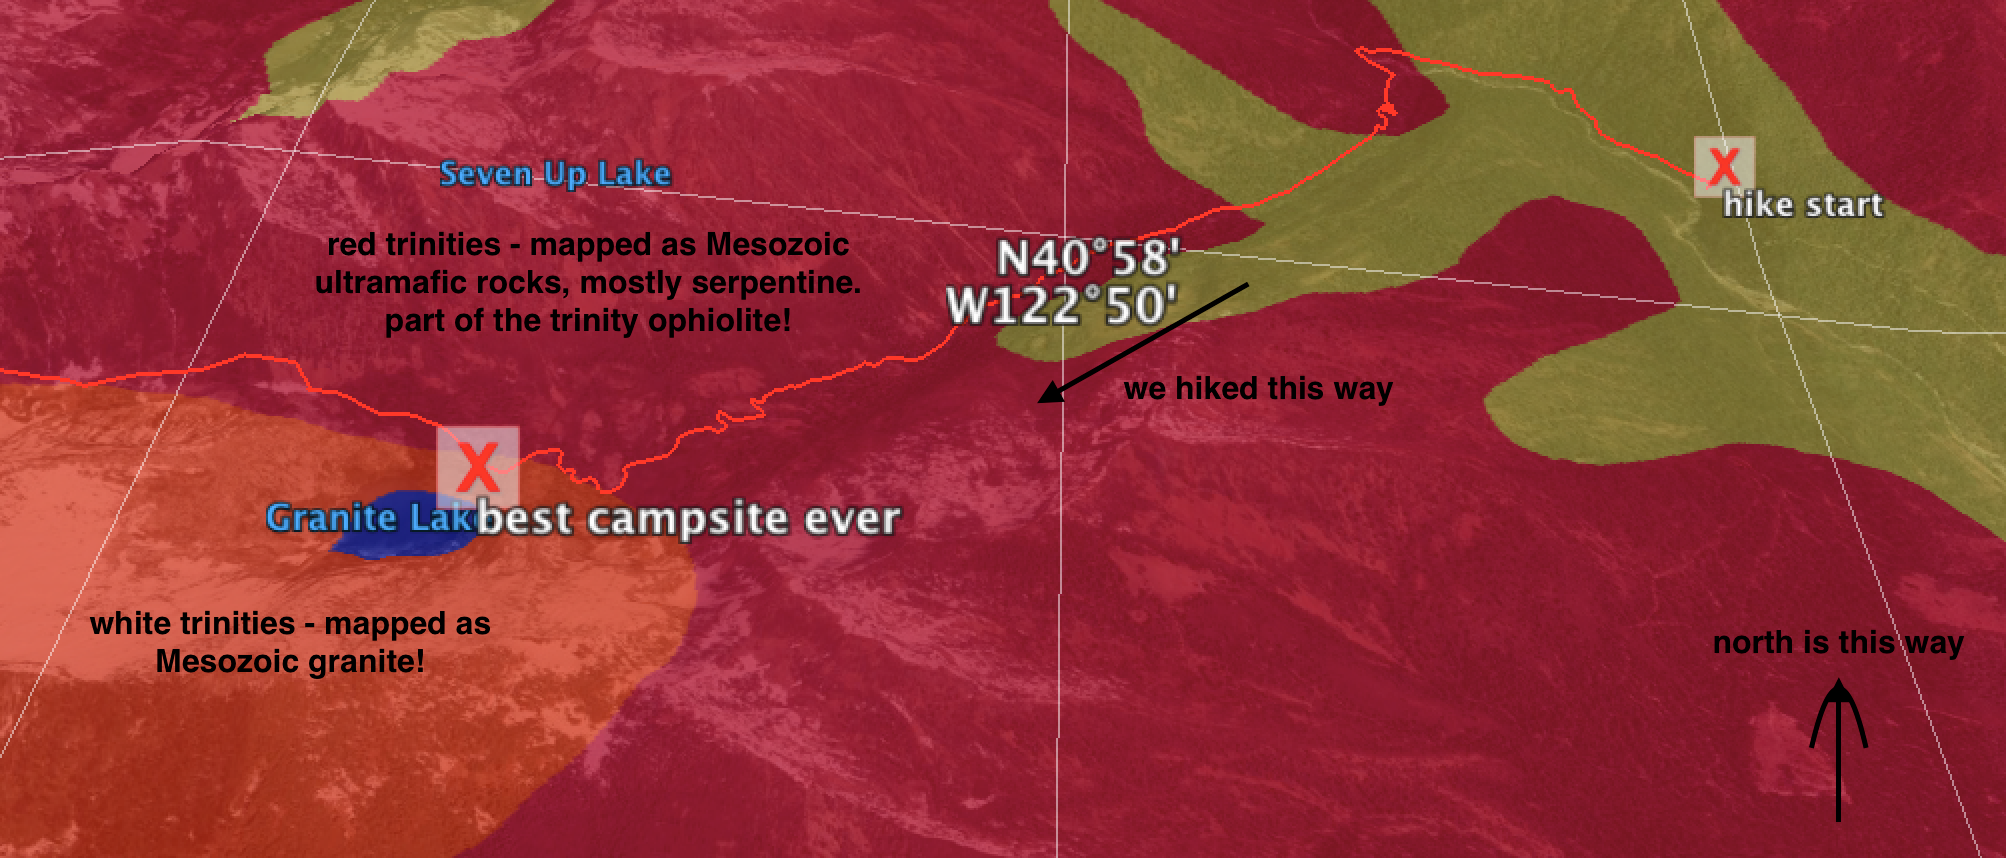 Seven Up Lake
X
hike start
red trinities - mapped as Mesozoic
ultramafic rocks, mostly serpentine.
part of the trinity ophiolite!
N40°58'
W122°50'
we hiked this way
X
Granite Lak
best campsite ever
white trinities - mapped as
Mesozoic granite!
north is this way